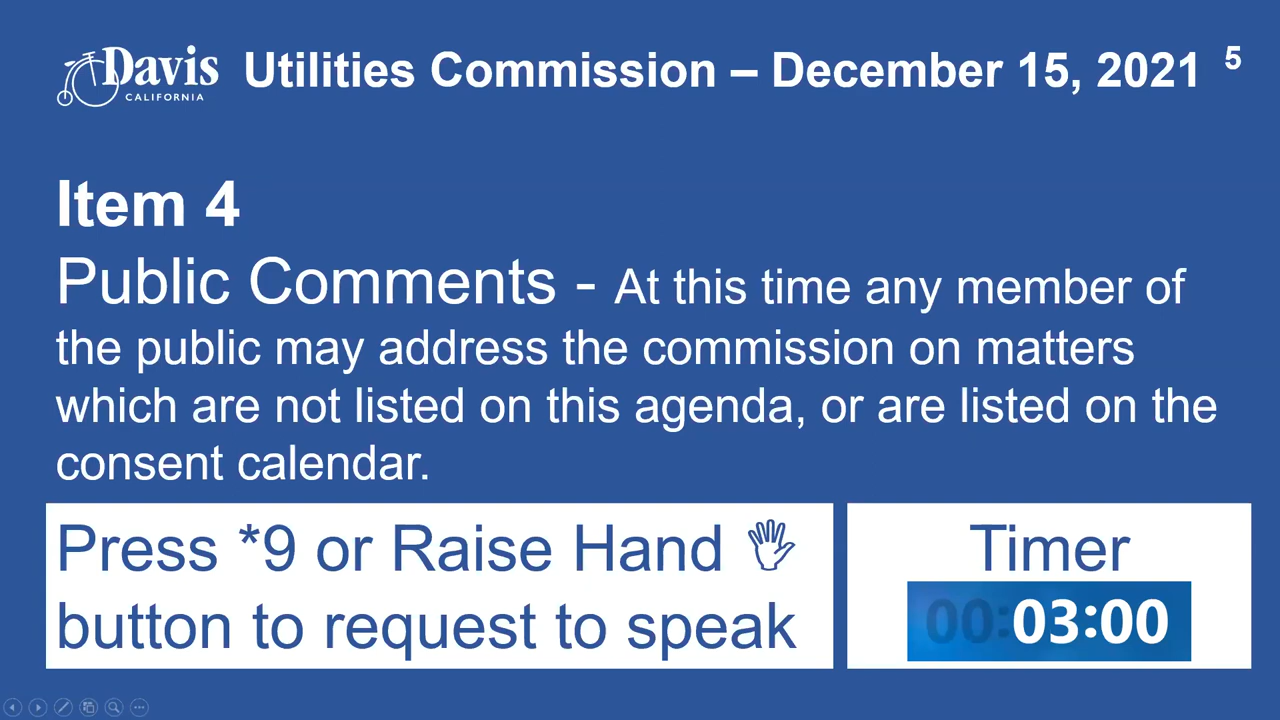 Davis
CALIFORNIA
Utilities Commission – December 15, 2021
5
Item 4
Public Comments - At this time any member of
the public may address the commission on matters
which are not listed on this agenda, or are listed on the
consent calendar.
Press *9 or Raise Hand
button to request to speak
Timer
00:03:00